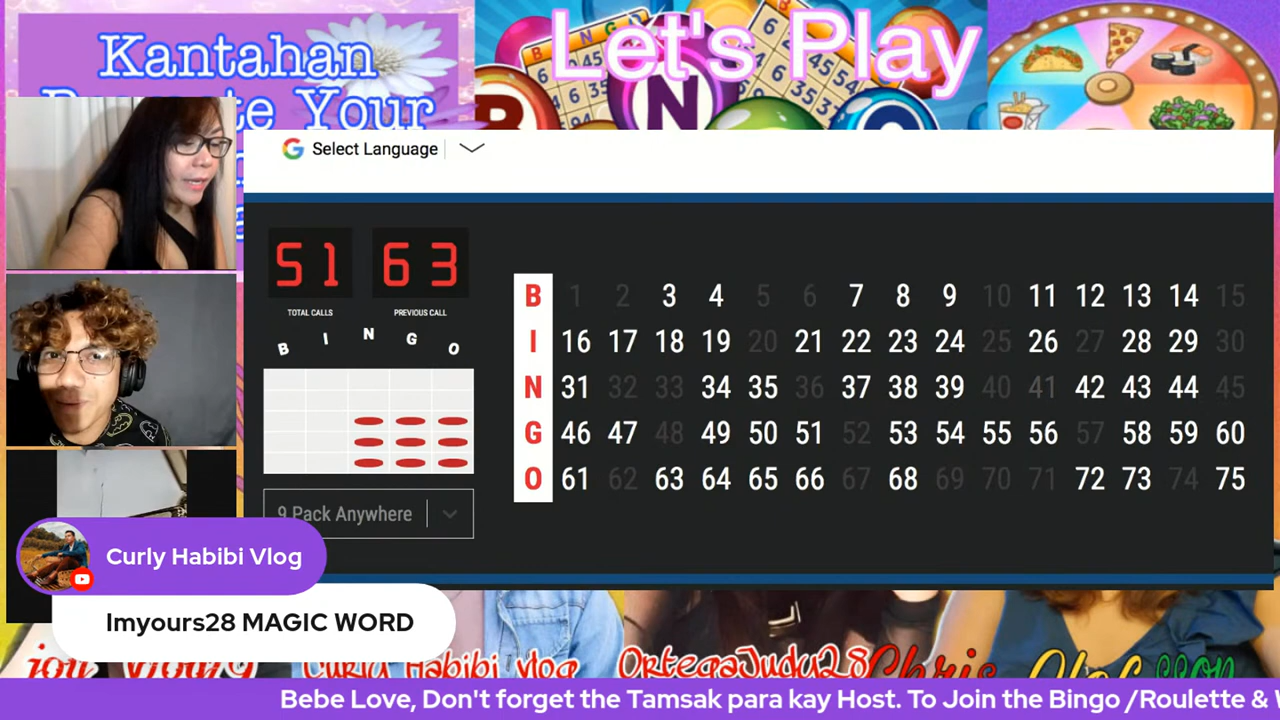 Kantahan
Let's Play
Select Language
51 63
TOTAL CALLS PREVIOUS CALL
B I N G O
9 Pack Anywhere
B 1 2 3 4 5 6 7 8 9 10 11 12 13 14 15
I 16 17 18 19 20 21 22 23 24 25 26 27 28 29 30
N 31 32 33 34 35 36 37 38 39 40 41 42 43 44 45
G 46 47 48 49 50 51 52 53 54 55 56 57 58 59 60
O 61 62 63 64 65 66 67 68 69 70 71 72 73 74 75
Curly Habibi Vlog
Imyours28 MAGIC WORD
Curly Habibi Vlog
OrtegaJudy28
Bebe Love, Don't forget the Tamsak para kay Host. To Join the Bingo /Roulette &